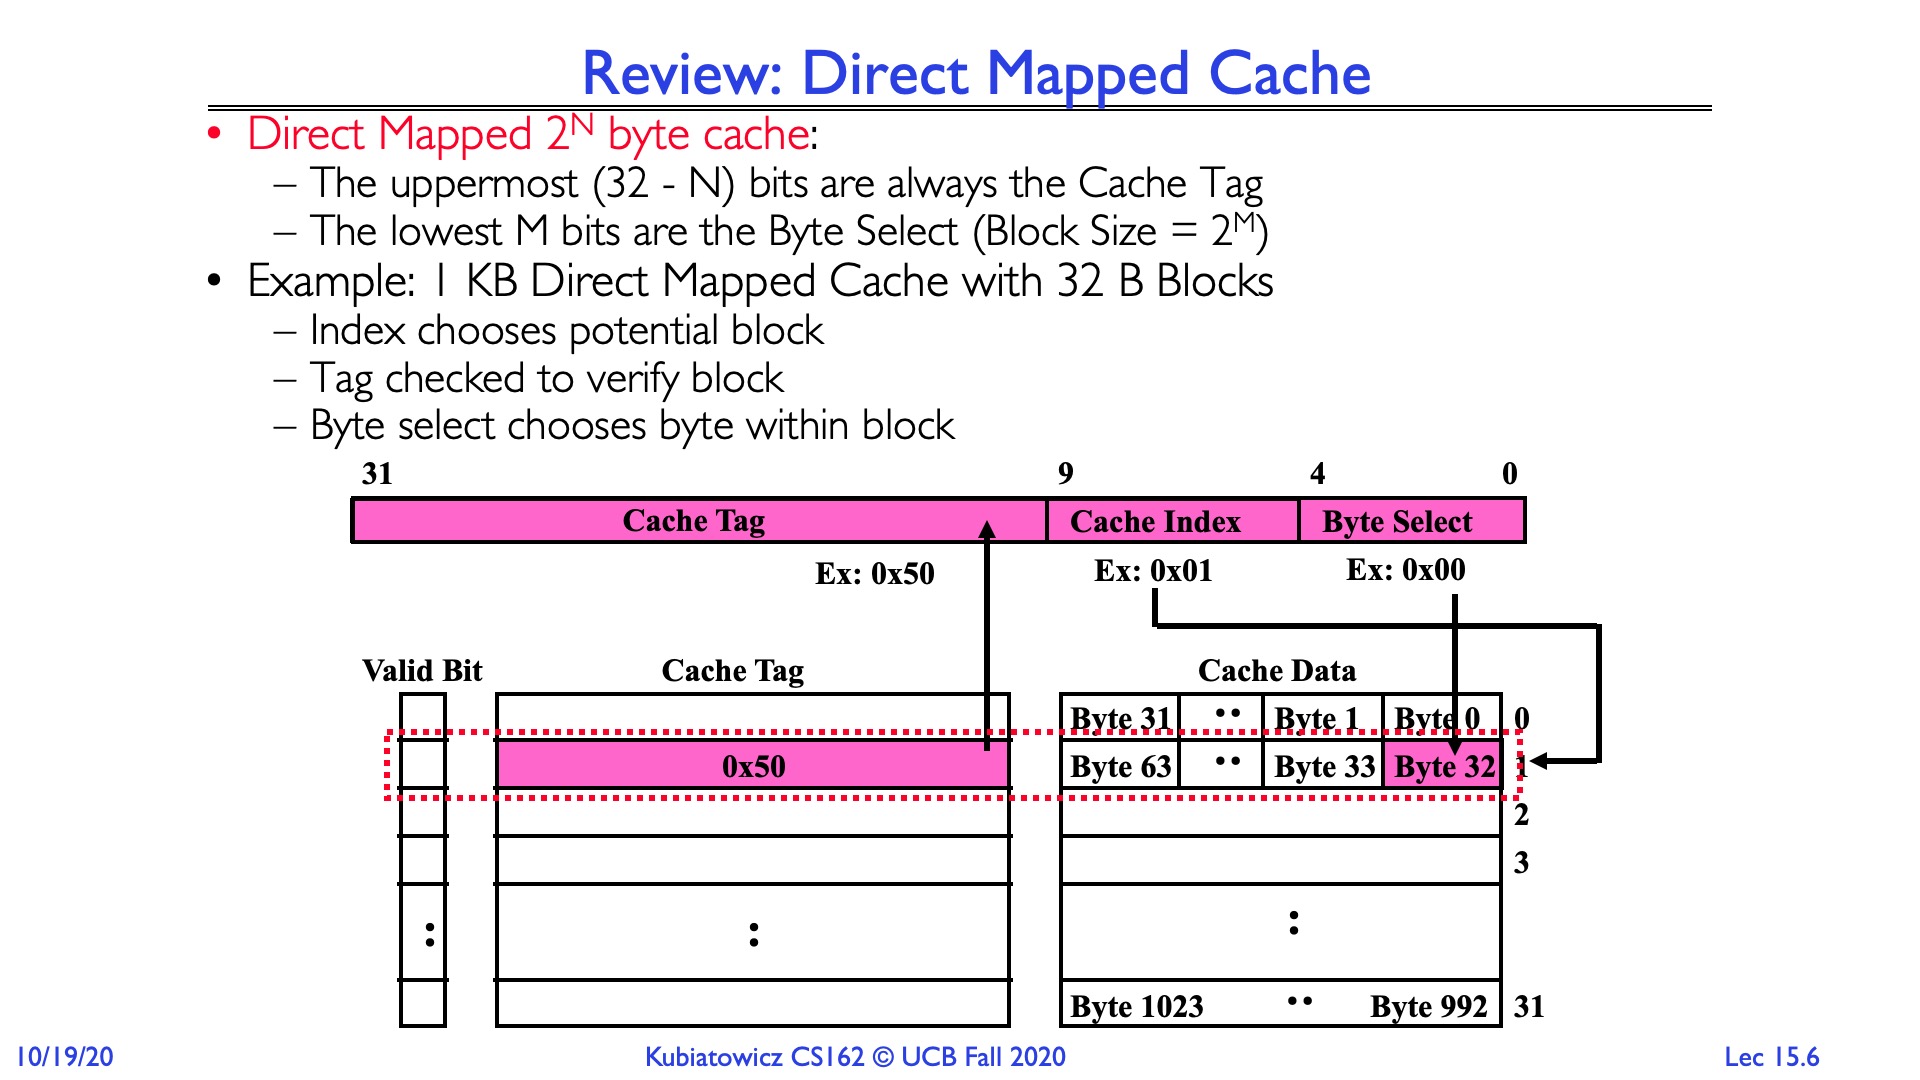 Review: Direct Mapped Cache
• Direct Mapped 2^N byte cache:
– The uppermost (32 - N) bits are always the Cache Tag
– The lowest M bits are the Byte Select (Block Size = 2^M)
• Example: 1 KB Direct Mapped Cache with 32 B Blocks
– Index chooses potential block
– Tag checked to verify block
– Byte select chooses byte within block
31 9 4 0
Cache Tag Cache Index Byte Select
Ex: 0x50 Ex: 0x01 Ex: 0x00
Valid Bit Cache Tag Cache Data
Byte 31 •• Byte 1 Byte 0 0
0x50 Byte 63 •• Byte 33 Byte 32 1
2
3
: : :
Byte 1023 •• Byte 992 31
10/19/20 Kubiatowicz CS162 © UCB Fall 2020 Lec 15.6